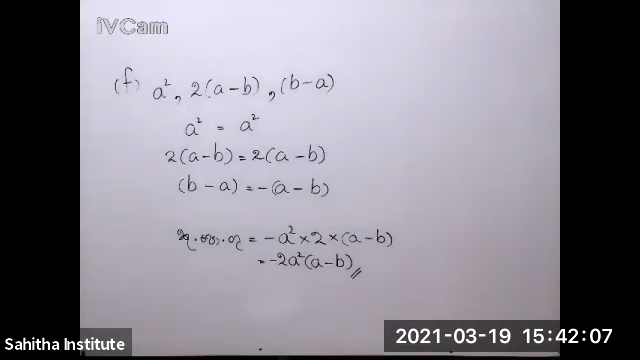 iVCam
(f) a², 2(a-b), (b-a)
a² = a²
2(a-b) = 2(a-b)
(b-a) = -(a-b)
= -a² × 2 × (a-b)
= -2a²(a-b)
Sahitha Institute
2021-03-19 15:42:07